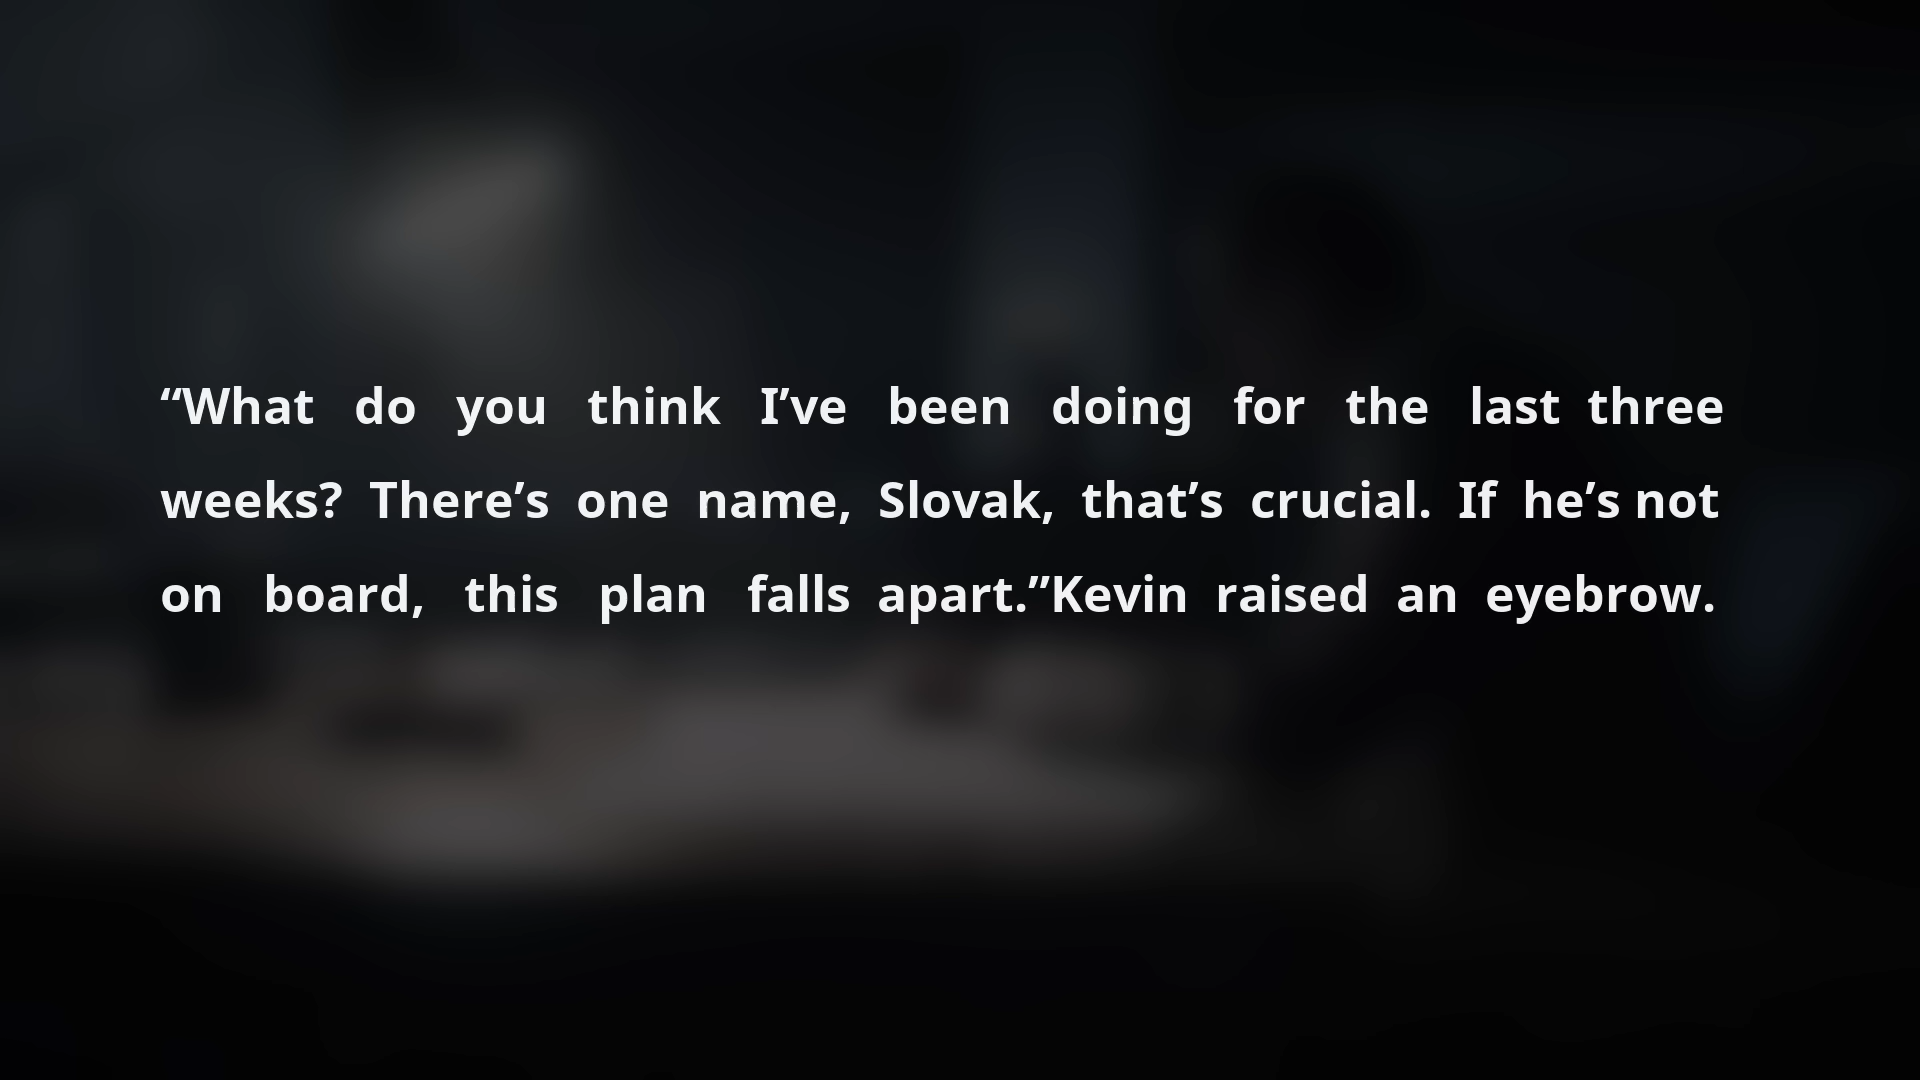 “What do you think I’ve been doing for the last three
weeks? There’s one name, Slovak, that’s crucial. If he’s not
on board, this plan falls apart.”Kevin raised an eyebrow.